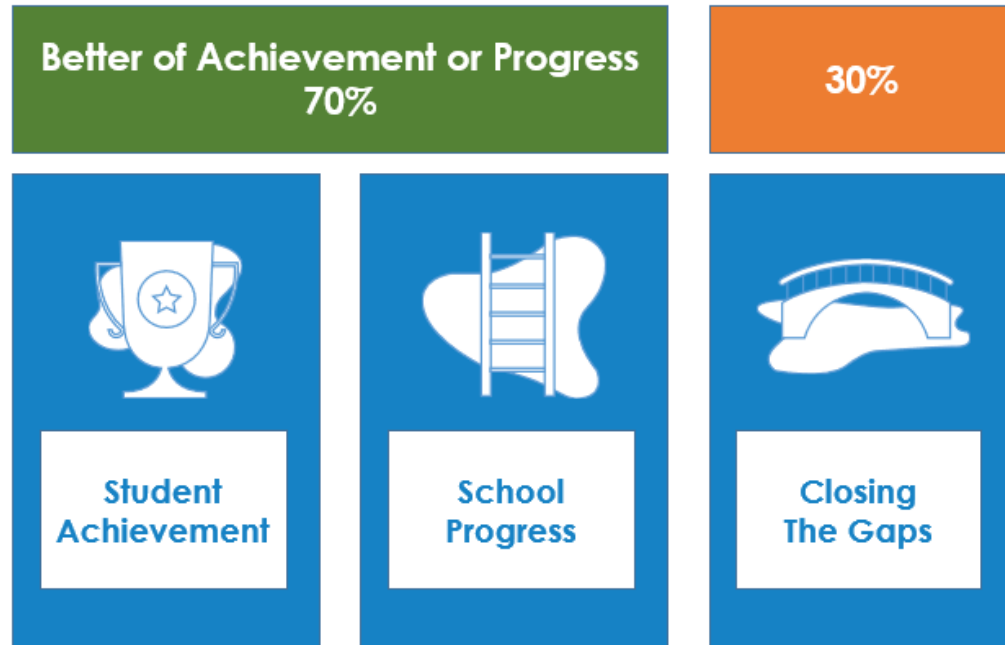 Better of Achievement or Progress
70%
30%
Student
Achievement
School
Progress
Closing
The Gaps